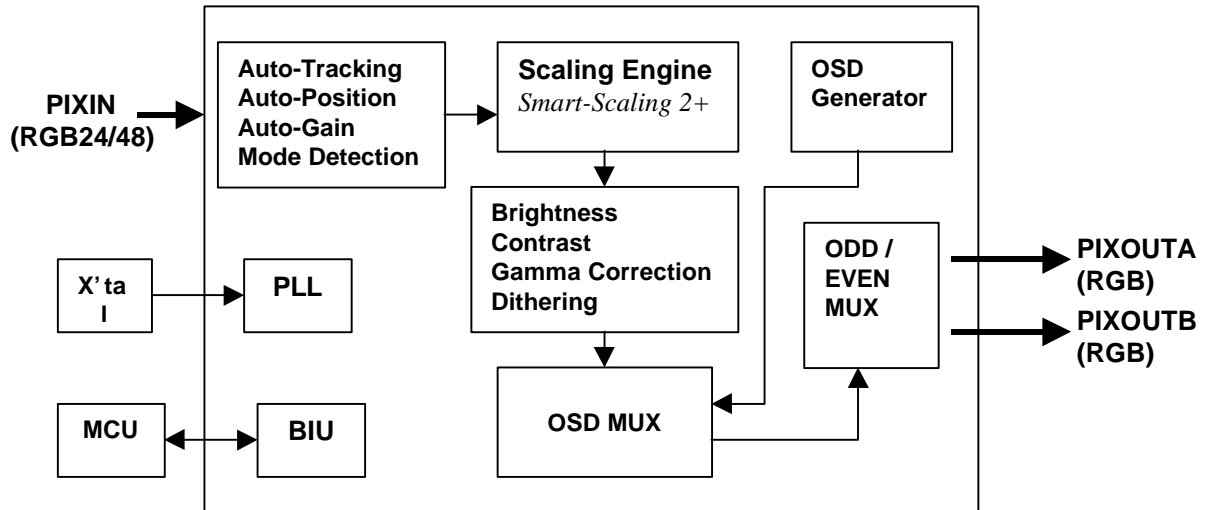 PIXIN
(RGB24/48)
Auto-Tracking
Auto-Position
Auto-Gain
Mode Detection
Scaling Engine
Smart-Scaling 2+
OSD
Generator
Brightness
Contrast
Gamma Correction
Dithering
ODD /
EVEN
MUX
PIXOUTA
(RGB)
PIXOUTB
(RGB)
X' ta
l
PLL
OSD MUX
MCU
BIU